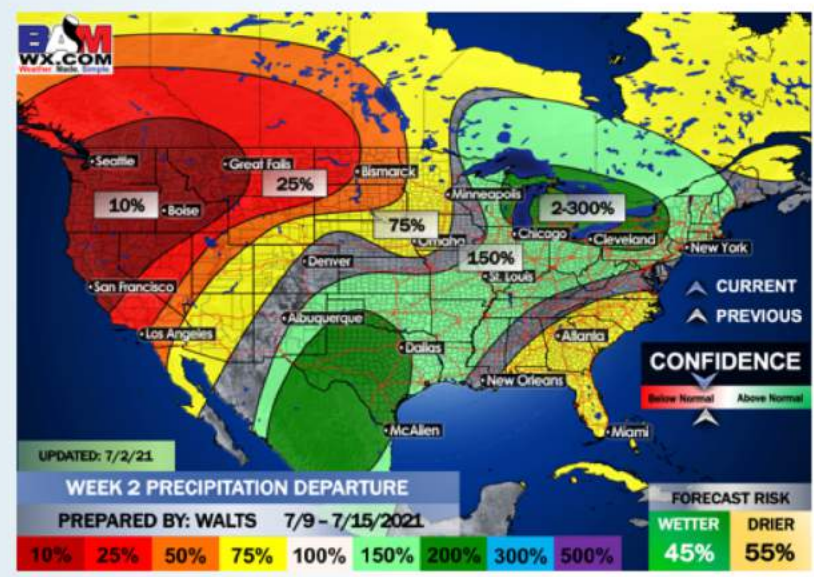 BAM
WX.COM
Weather. Made. Simple.
Seattle
Great Falls
Bismarck
25%
10%
Boise
Minneapolis
2-300%
75%
Omaha
Chicago
Cleveland
New York
150%
Denver
St. Louis
San Francisco
CURRENT
Albuquerque
PREVIOUS
Los Angeles
Atlanta
Dallas
CONFIDENCE
New Orleans
Below Normal Above Normal
McAllen
Miami
UPDATED: 7/2/21
WEEK 2 PRECIPITATION DEPARTURE
PREPARED BY: WALTS 7/9 – 7/15/2021
10% 25% 50% 75% 100% 150% 200% 300% 500%
FORECAST RISK
WETTER DRIER
45% 55%